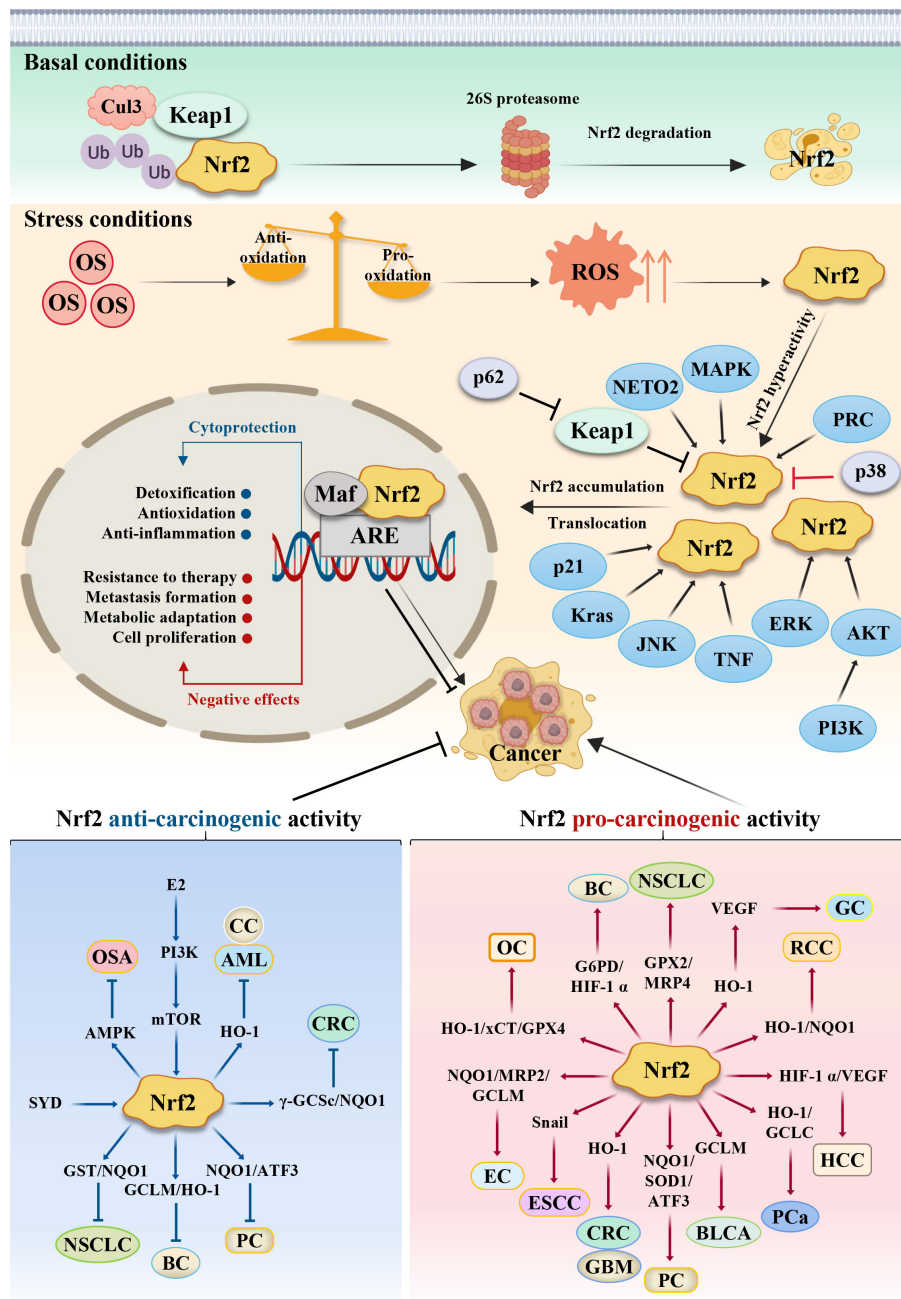 Basal conditions
Cul3
Keap1
26S proteasome
Ub
Ub
Ub
Nrf2
Nrf2 degradation
Nrf2
Stress conditions
OS
OS
OS
Anti-
oxidation
Pro-
oxidation
ROS
Nrf2
Nrf2 hyperactivity
p62
NETO2
MAPK
Keap1
PRC
Nrf2
p38
Nrf2 accumulation
Translocation
Nrf2
Nrf2
p21
Kras
JNK
TNF
ERK
AKT
PI3K
Cytoprotection
Maf
Nrf2
ARE
Detoxification
Antioxidation
Anti-inflammation
Resistance to therapy
Metastasis formation
Metabolic adaptation
Cell proliferation
Negative effects
Cancer
Nrf2 anti-carcinogenic activity
E2
CC
OSA
PI3K
AML
AMPK
mTOR
HO-1
CRC
SYD
Nrf2
γ-GCSc/NQO1
GST/NQO1
GCLM/HO-1
NQO1/ATF3
NSCLC
BC
PC
Nrf2 pro-carcinogenic activity
BC
NSCLC
VEGF
GC
OC
G6PD/
HIF-1 α
GPX2/
MRP4
HO-1
RCC
HO-1/xCT/GPX4
HO-1/NQO1
NQO1/MRP2/
GCLM
Nrf2
HIF-1 α/VEGF
Snail
HO-1
NQO1/
SOD1/
ATF3
GCLM
HO-1/
GCLC
HCC
EC
ESCC
CRC
GBM
PC
BLCA
PCa